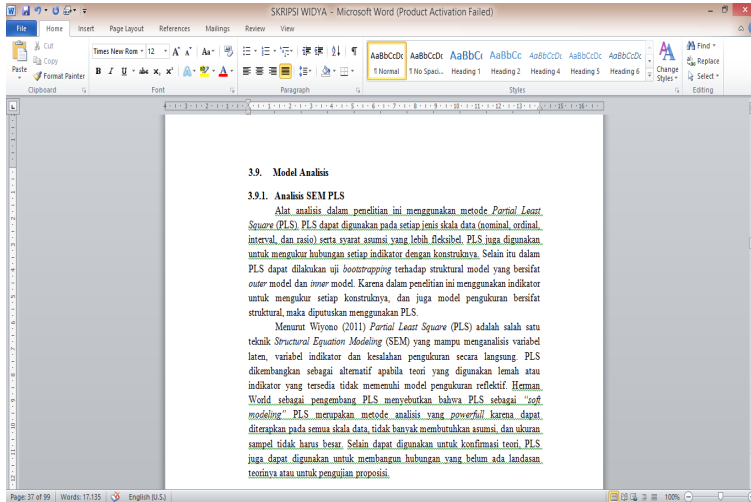 SKRIPSI WIDYA - Microsoft Word (Product Activation Failed)
File Home Insert Page Layout References Mailings Review View
Paste
Cut
Copy
Format Painter
Clipboard
Times New Rom 12
Font
Paragraph
AaBbCcDc AaBbCcDc AaBbCc AaBbCc AaBbCcDc AaBbCcDc AaBbCcDc
¶ Normal ¶ No Spaci... Heading 1 Heading 2 Heading 4 Heading 5 Heading 6
Change Styles
Styles
Find
Replace
Select
Editing
3.9. Model Analisis
3.9.1. Analisis SEM PLS
Alat analisis dalam penelitian ini menggunakan metode Partial Least
Square (PLS). PLS dapat digunakan pada setiap jenis skala data (nominal, ordinal,
interval, dan rasio) serta syarat asumsi yang lebih fleksibel. PLS juga digunakan
untuk mengukur hubungan setiap indikator dengan konstruknya. Selain itu dalam
PLS dapat dilakukan uji bootstrapping terhadap struktural model yang bersifat
outer model dan inner model. Karena dalam penelitian ini menggunakan indikator
untuk mengukur setiap konstruknya, dan juga model pengukuran bersifat
struktural, maka diputuskan menggunakan PLS.
Menurut Wiyono (2011) Partial Least Square (PLS) adalah salah satu
teknik Structural Equation Modeling (SEM) yang mampu menganalisis variabel
laten, variabel indikator dan kesalahan pengukuran secara langsung. PLS
dikembangkan sebagai alternatif apabila teori yang digunakan lemah atau
indikator yang tersedia tidak memenuhi model pengukuran reflektif. Herman
World sebagai pengembang PLS menyebutkan bahwa PLS sebagai "soft
modeling" PLS merupakan metode analisis yang powerfull karena dapat
diterapkan pada semua skala data, tidak banyak membutuhkan asumsi, dan ukuran
sampel tidak harus besar. Selain dapat digunakan untuk konfirmasi teori, PLS
juga dapat digunakan untuk membangun hubungan yang belum ada landasan
teorinya atau untuk pengujian proposisi.
Page: 37 of 99 Words: 17.135 English (U.S.) 100%